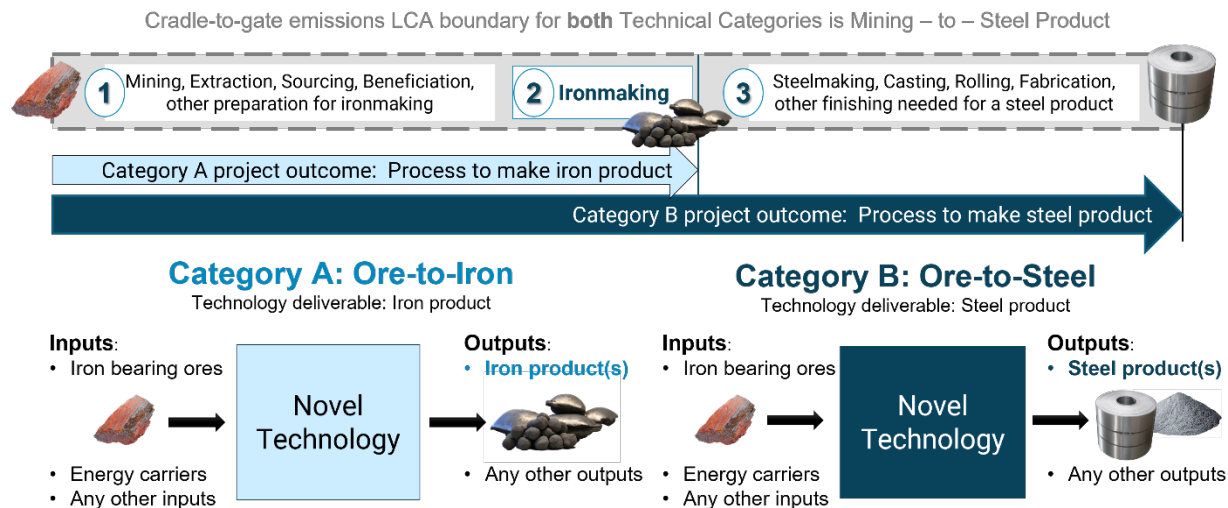 Cradle-to-gate emissions LCA boundary for both Technical Categories is Mining – to – Steel Product
1
Mining, Extraction, Sourcing, Beneficiation,
other preparation for ironmaking
2
Ironmaking
3
Steelmaking, Casting, Rolling, Fabrication,
other finishing needed for a steel product
Category A project outcome: Process to make iron product
Category B project outcome: Process to make steel product
Category A: Ore-to-Iron
Technology deliverable: Iron product
Inputs:
• Iron bearing ores
• Energy carriers
• Any other inputs
Novel
Technology
Outputs:
• Iron product(s)
• Any other outputs
Category B: Ore-to-Steel
Technology deliverable: Steel product
Inputs:
• Iron bearing ores
• Energy carriers
• Any other inputs
Novel
Technology
Outputs:
• Steel product(s)
• Any other outputs